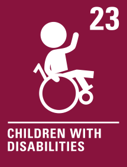 23
CHILDREN WITH
DISABILITIES